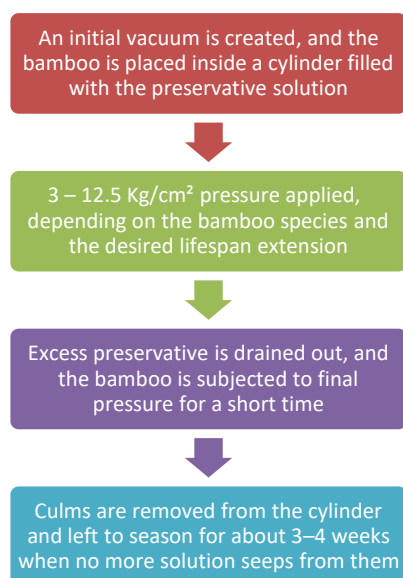 An initial vacuum is created, and the
bamboo is placed inside a cylinder filled
with the preservative solution
3 – 12.5 Kg/cm² pressure applied,
depending on the bamboo species and
the desired lifespan extension
Excess preservative is drained out, and
the bamboo is subjected to final
pressure for a short time
Culms are removed from the cylinder
and left to season for about 3–4 weeks
when no more solution seeps from them